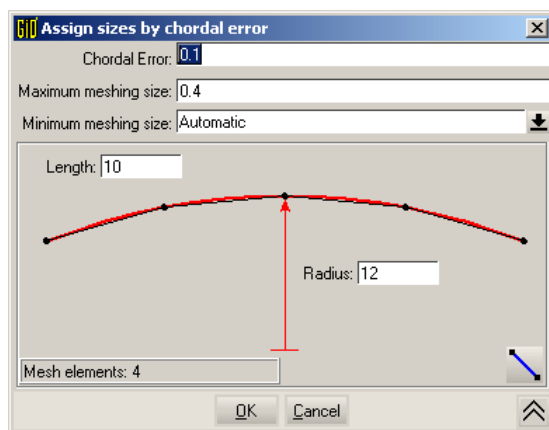 GiD Assign sizes by chordal error
Chordal Error: 0.1
Maximum meshing size: 0.4
Minimum meshing size: Automatic
Length: 10
Radius: 12
Mesh elements: 4
OK Cancel